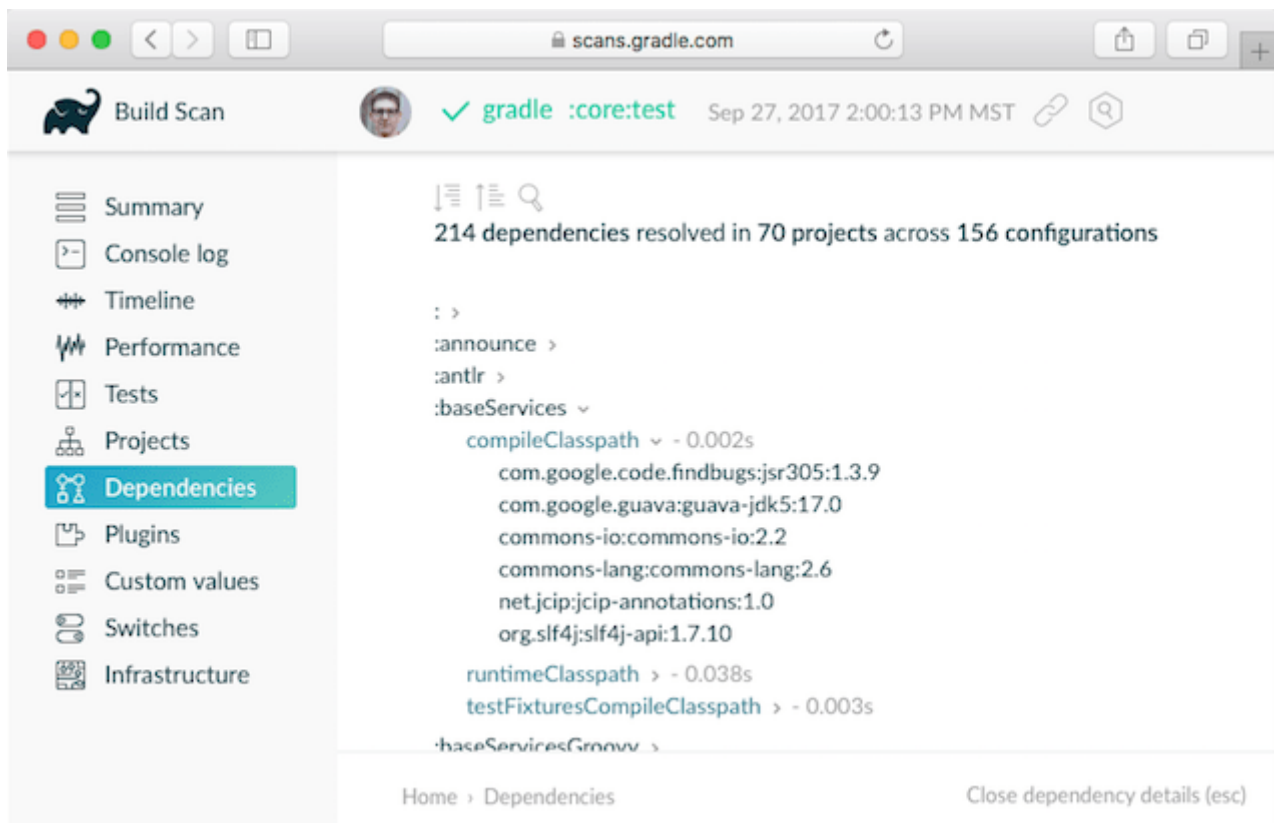 scans.gradle.com
Build Scan
gradle :core:test Sep 27, 2017 2:00:13 PM MST
Summary
Console log
Timeline
Performance
Tests
Projects
Dependencies
Plugins
Custom values
Switches
Infrastructure
214 dependencies resolved in 70 projects across 156 configurations
: >
:announce >
:antlr >
:baseServices
compileClasspath - 0.002s
com.google.code.findbugs:jsr305:1.3.9
com.google.guava:guava-jdk5:17.0
commons-io:commons-io:2.2
commons-lang:commons-lang:2.6
net.jcip:jcip-annotations:1.0
org.slf4j:slf4j-api:1.7.10
runtimeClasspath > - 0.038s
testFixturesCompileClasspath > - 0.003s
:baseServicesGroovy >
Home > Dependencies
Close dependency details (esc)